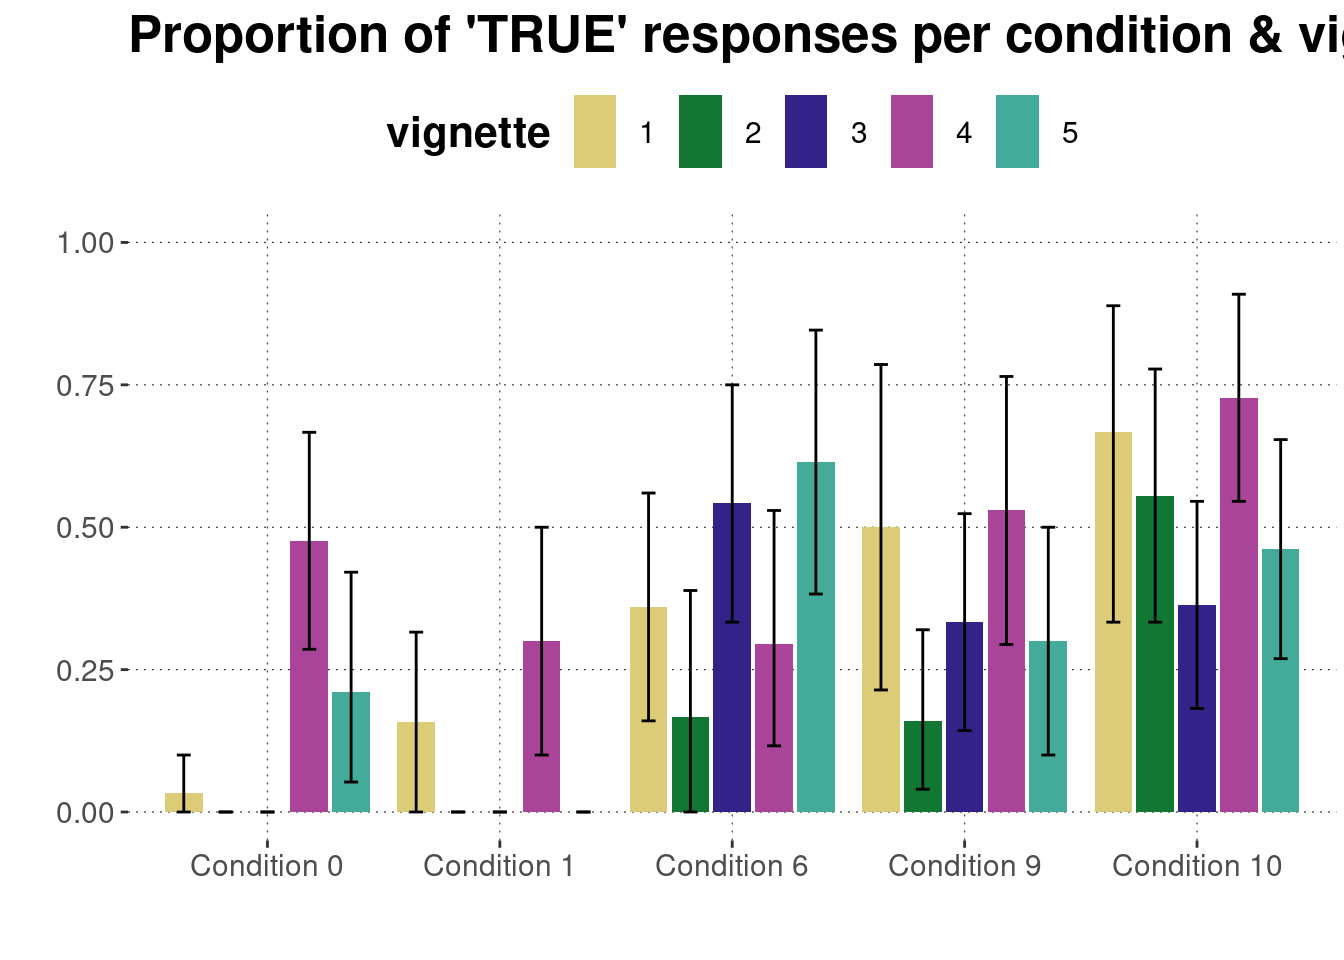 Proportion of 'TRUE' responses per condition &
vignette 1 2 3 4 5
1.00
0.75
0.50
0.25
0.00
Condition 0 Condition 1 Condition 6 Condition 9 Condition 10